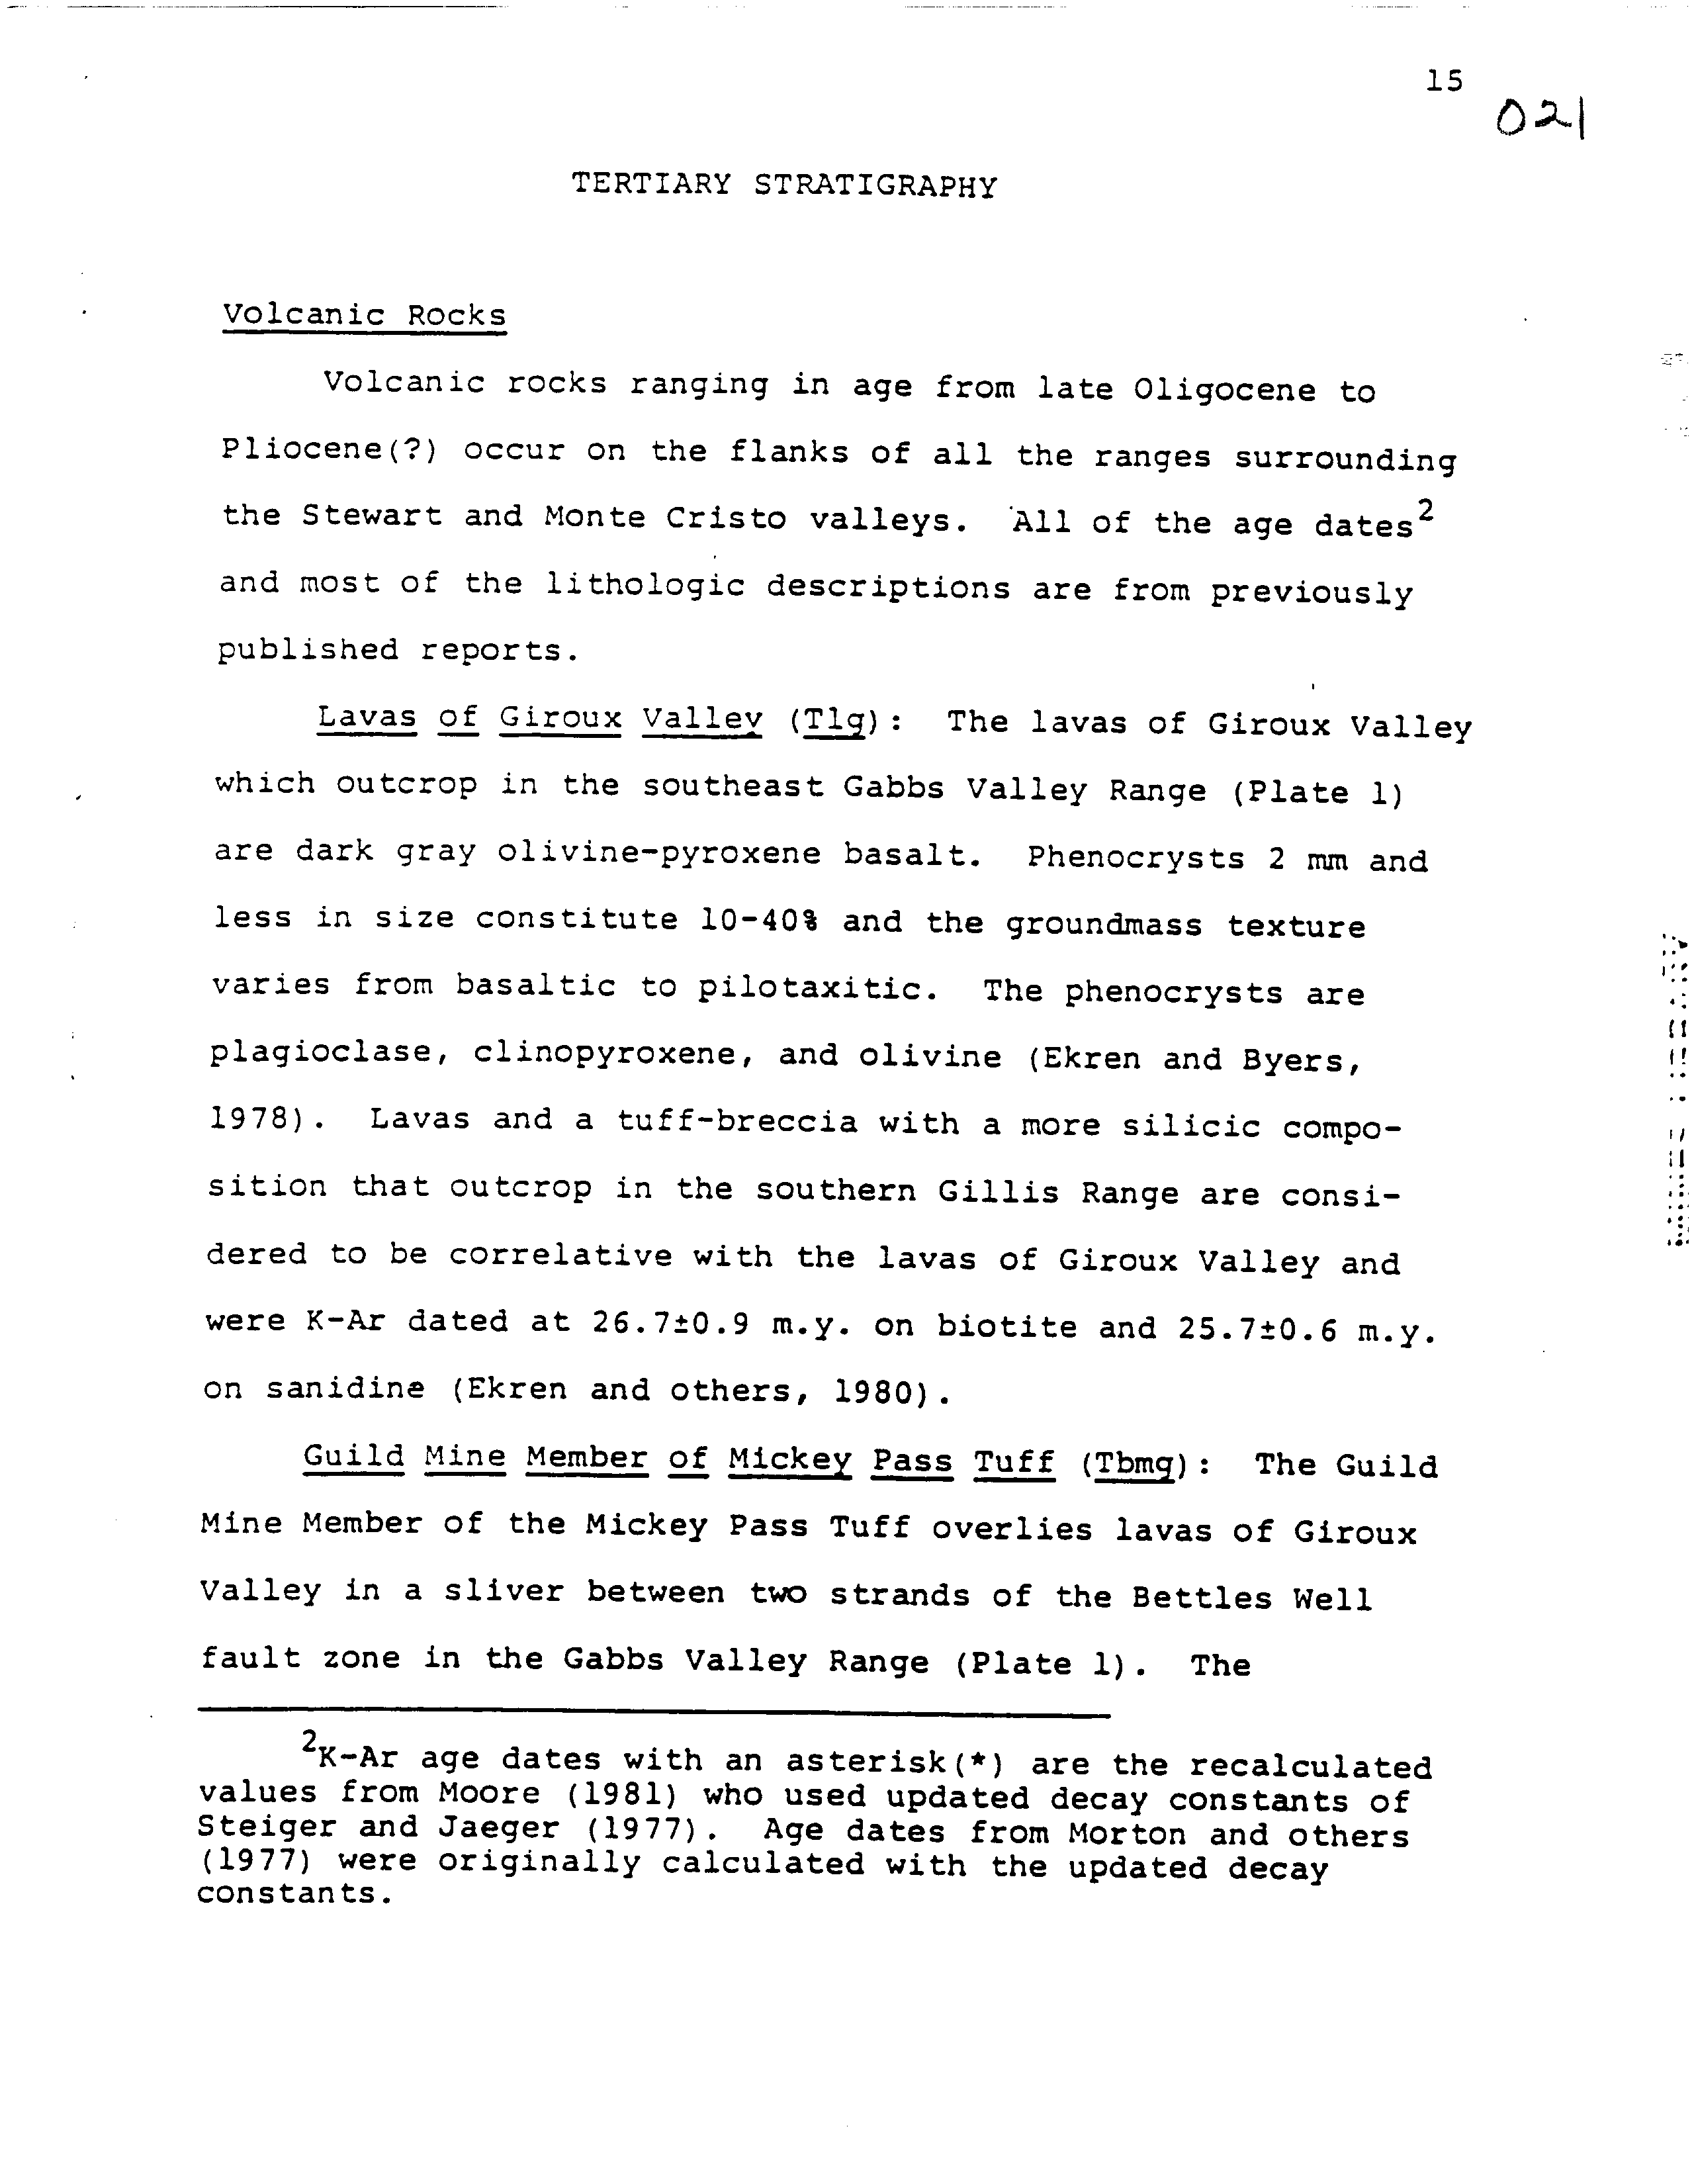 15
021
TERTIARY STRATIGRAPHY
Volcanic Rocks
Volcanic rocks ranging in age from late Oligocene to
Pliocene(?) occur on the flanks of all the ranges surrounding
the Stewart and Monte Cristo valleys. All of the age dates2
and most of the lithologic descriptions are from previously
published reports.
Lavas of Giroux Valley (Tlg): The lavas of Giroux Valley
which outcrop in the southeast Gabbs Valley Range (Plate 1)
are dark gray olivine-pyroxene basalt. Phenocrysts 2 mm and
less in size constitute 10-40% and the groundmass texture
varies from basaltic to pilotaxitic. The phenocrysts are
plagioclase, clinopyroxene, and olivine (Ekren and Byers,
1978). Lavas and a tuff-breccia with a more silicic compo-
sition that outcrop in the southern Gillis Range are consi-
dered to be correlative with the lavas of Giroux Valley and
were K-Ar dated at 26.7±0.9 m.y. on biotite and 25.7±0.6 m.y.
on sanidine (Ekren and others, 1980).
Guild Mine Member of Mickey Pass Tuff (Tbmg): The Guild
Mine Member of the Mickey Pass Tuff overlies lavas of Giroux
Valley in a sliver between two strands of the Bettles Well
fault zone in the Gabbs Valley Range (Plate 1). The
2K-Ar age dates with an asterisk(*) are the recalculated
values from Moore (1981) who used updated decay constants of
Steiger and Jaeger (1977). Age dates from Morton and others
(1977) were originally calculated with the updated decay
constants.